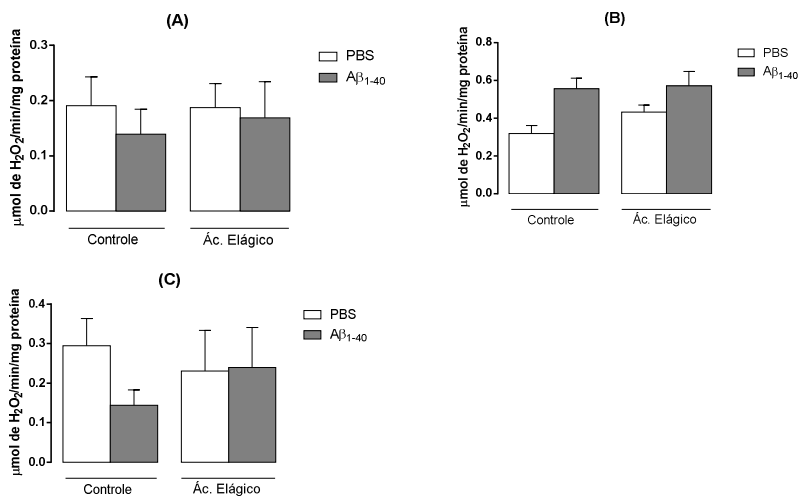 (A)
µmol de H₂O₂/min/mg proteína
0.3
0.2
0.1
0.0
PBS
Aβ₁₋₄₀
Controle
Ác. Elágico
(B)
µmol de H₂O₂/min/mg proteína
0.8
0.6
0.4
0.2
0.0
PBS
Aβ₁₋₄₀
Controle
Ác. Elágico
(C)
µmol de H₂O₂/min/mg proteína
0.4
0.3
0.2
0.1
0.0
PBS
Aβ₁₋₄₀
Controle
Ác. Elágico